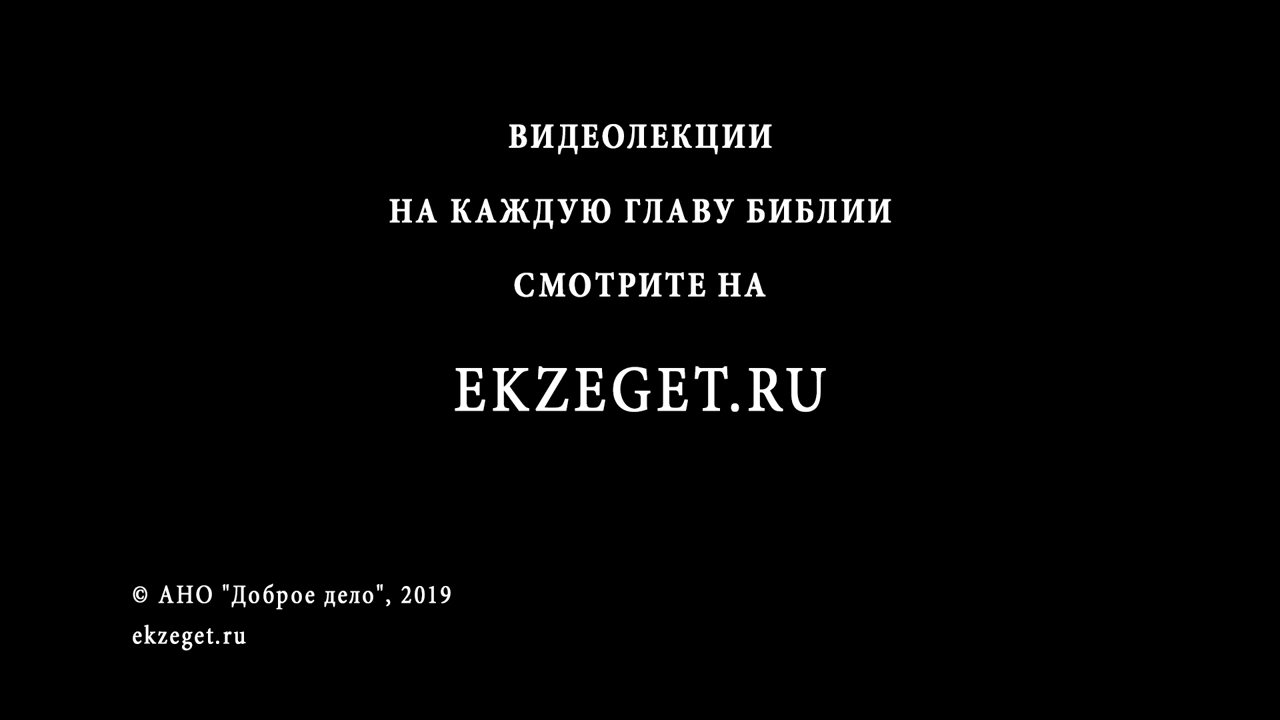 ВИДЕОЛЕКЦИИ
НА КАЖДУЮ ГЛАВУ БИБЛИИ
СМОТРИТЕ НА
EKZEGET.RU
© АНО "Доброе дело", 2019
ekzeget.ru